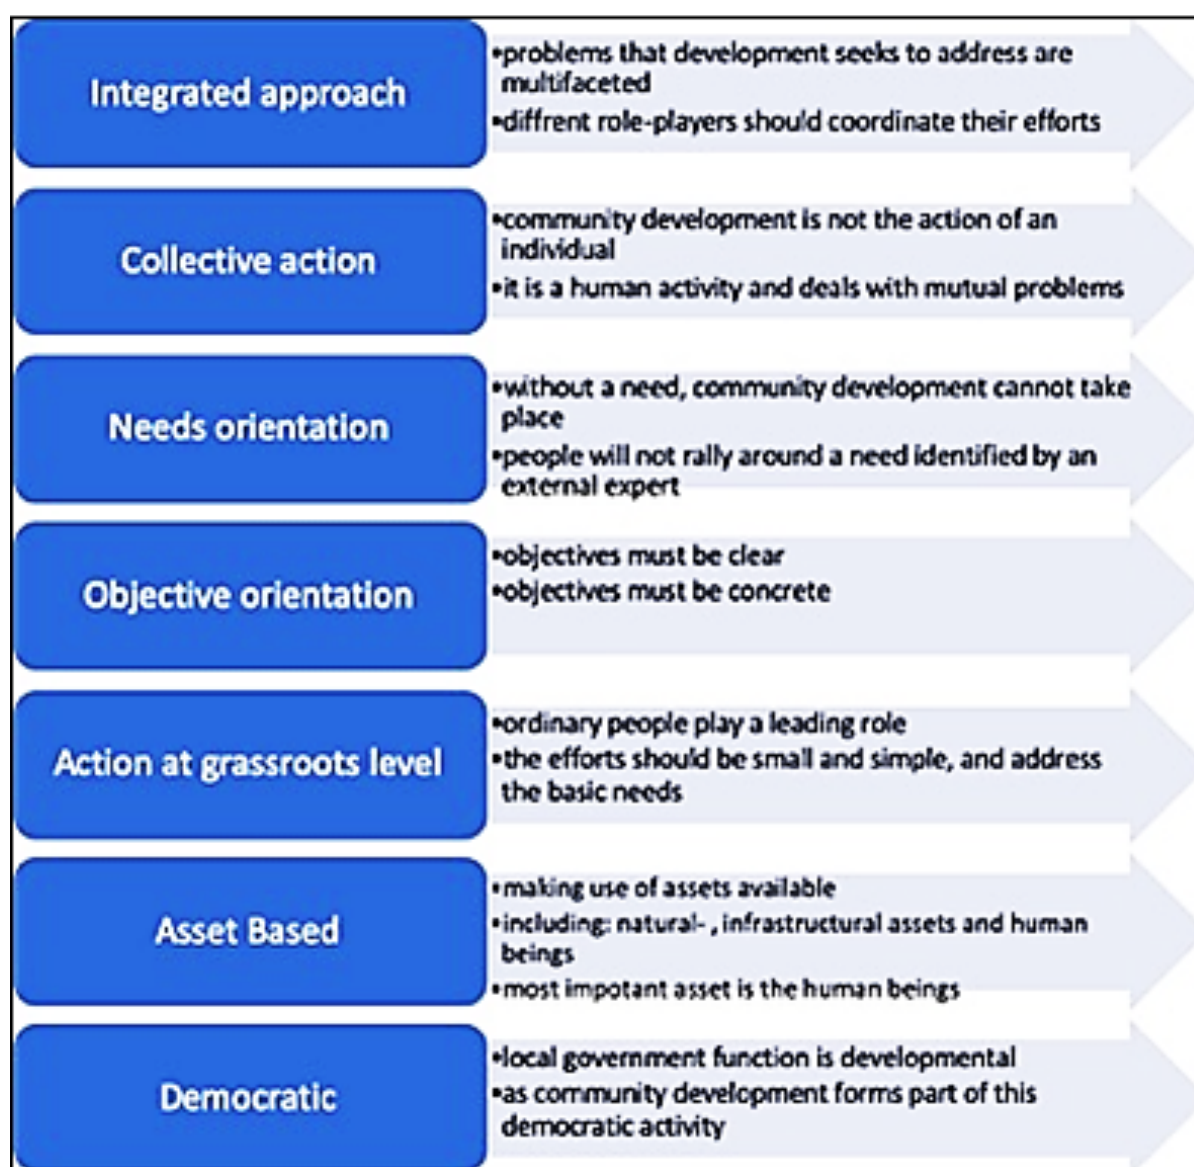 Integrated approach
•problems that development seeks to address are
multifaceted
•diffrent role-players should coordinate their efforts
Collective action
•community development is not the action of an
individual
•it is a human activity and deals with mutual problems
Needs orientation
•without a need, community development cannot take
place
•people will not rally around a need identified by an
external expert
Objective orientation
•objectives must be clear
•objectives must be concrete
Action at grassroots level
•ordinary people play a leading role
•the efforts should be small and simple, and address
the basic needs
Asset Based
•making use of assets available
•including: natural- , infrastructural assets and human
beings
•most impotant asset is the human beings
Democratic
•local government function is developmental
•as community development forms part of this
democratic activity